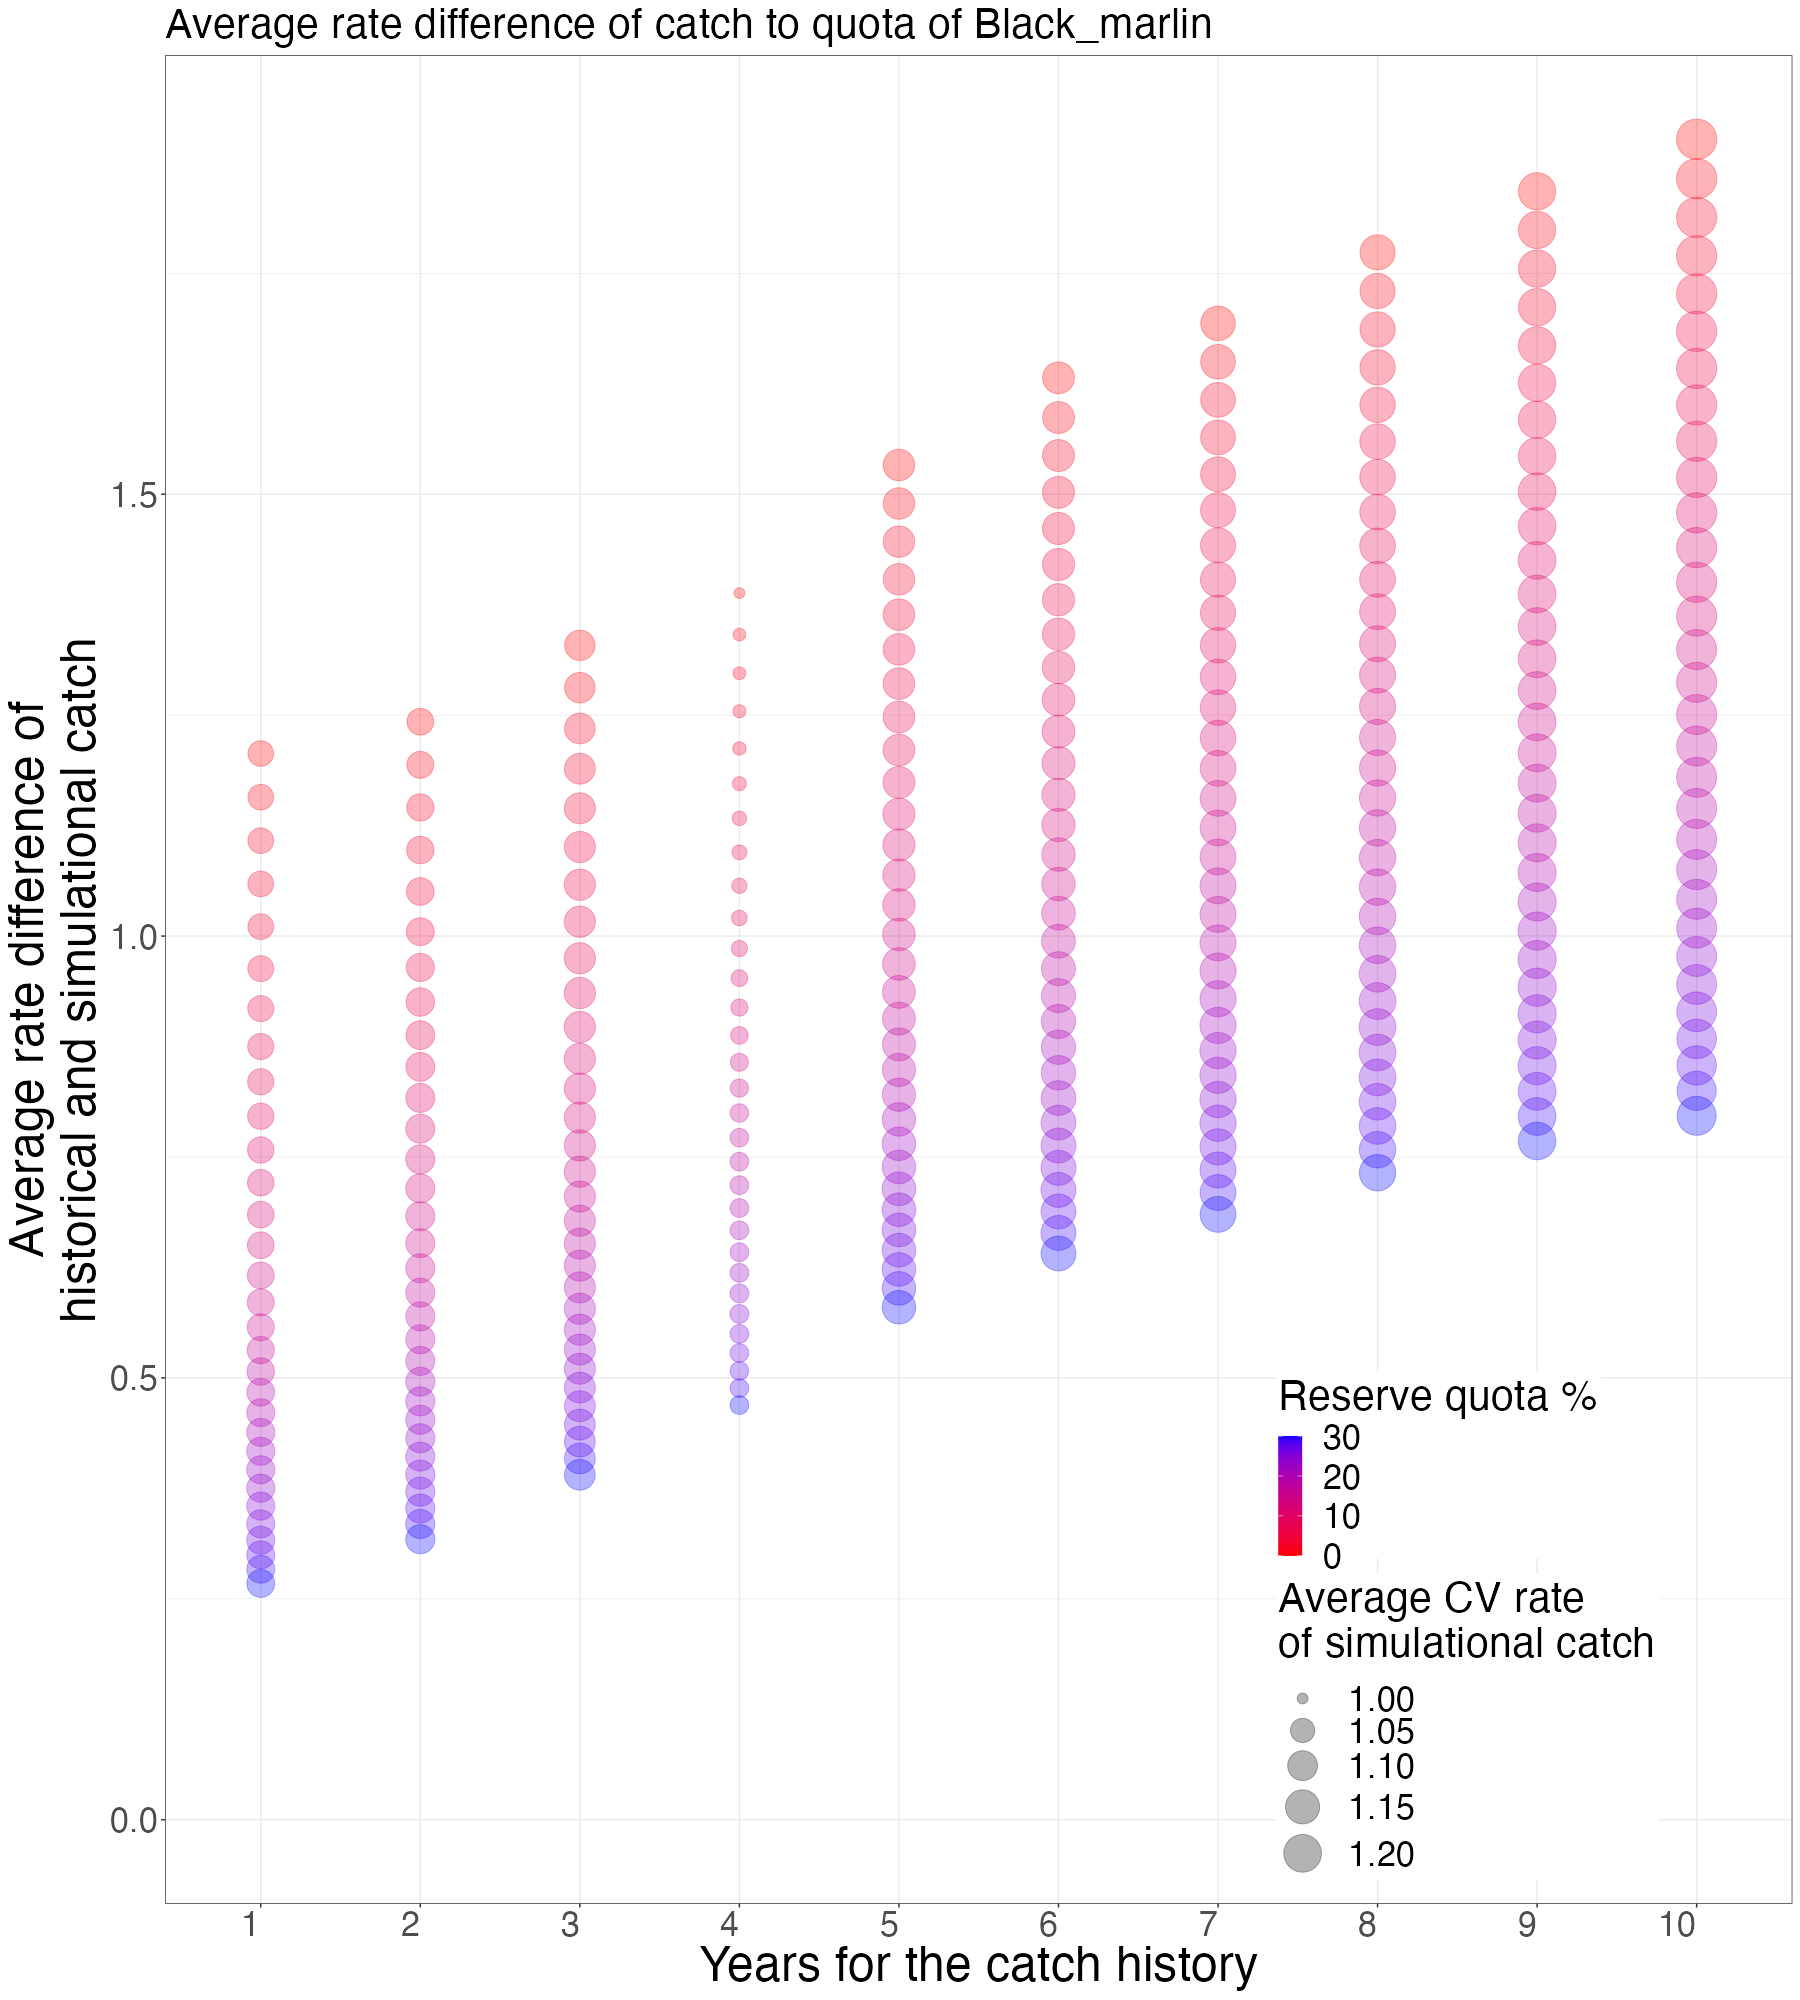 Average rate difference of catch to quota of Black_marlin
Average rate difference of
historical and simulational catch
1.5
1.0
0.5
0.0
Reserve quota %
30
20
10
0
Average CV rate
of simulational catch
1.00
1.05
1.10
1.15
1.20
1 2 3 4 5 6 7 8 9 10
Years for the catch history